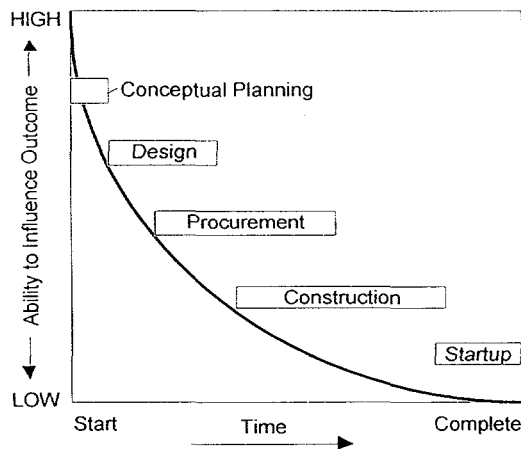 HIGH
Conceptual Planning
Design
Procurement
Construction
Startup
LOW
Ability to Influence Outcome
Start
Time
Complete